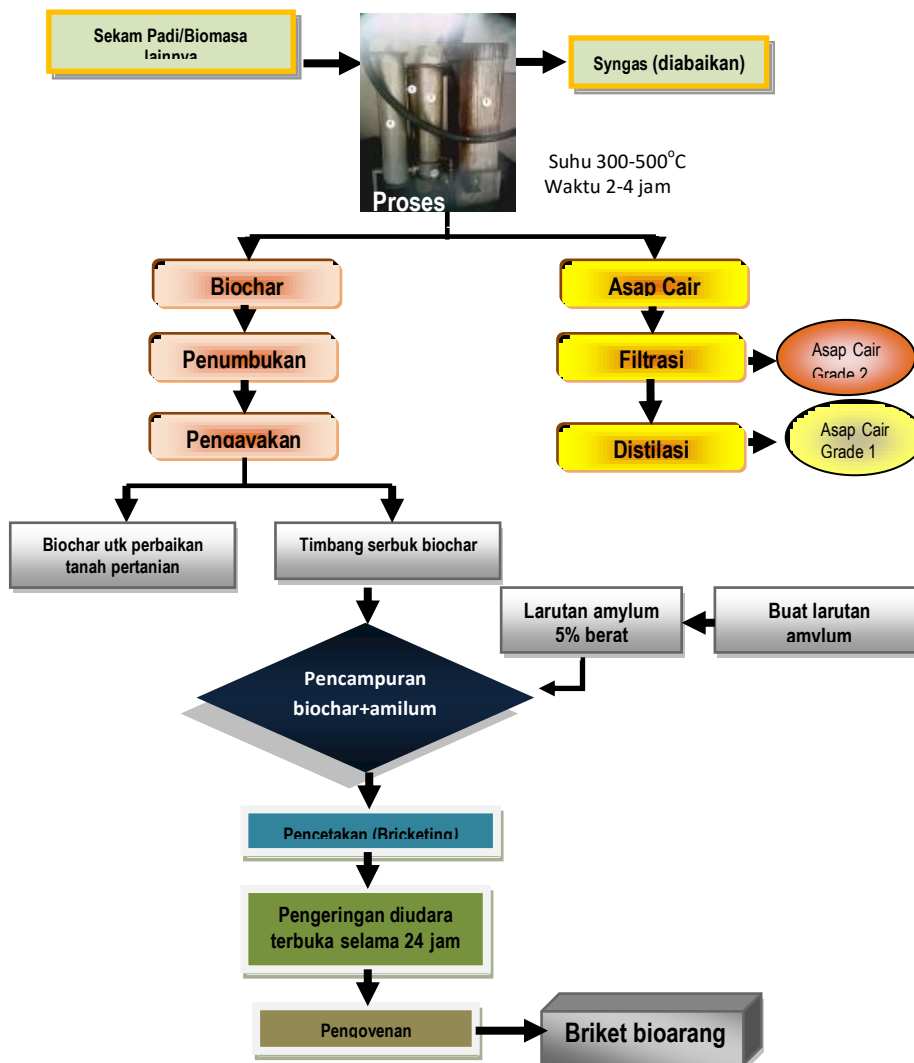 Sekam Padi/Biomasa
lainnya
Syngas (diabaikan)
Suhu 300-500°C
Waktu 2-4 jam
Proses
Biochar
Asap Cair
Penumbukan
Filtrasi
Asap Cair
Grade 2
Pengayakan
Distilasi
Asap Cair
Grade 1
Biochar utk perbaikan
tanah pertanian
Timbang serbuk biochar
Larutan amylum
5% berat
Buat larutan
amylum
Pencampuran
biochar+amilum
Pencetakan (Bricketing)
Pengeringan diudara
terbuka selama 24 jam
Pengovenan
Briket bioarang